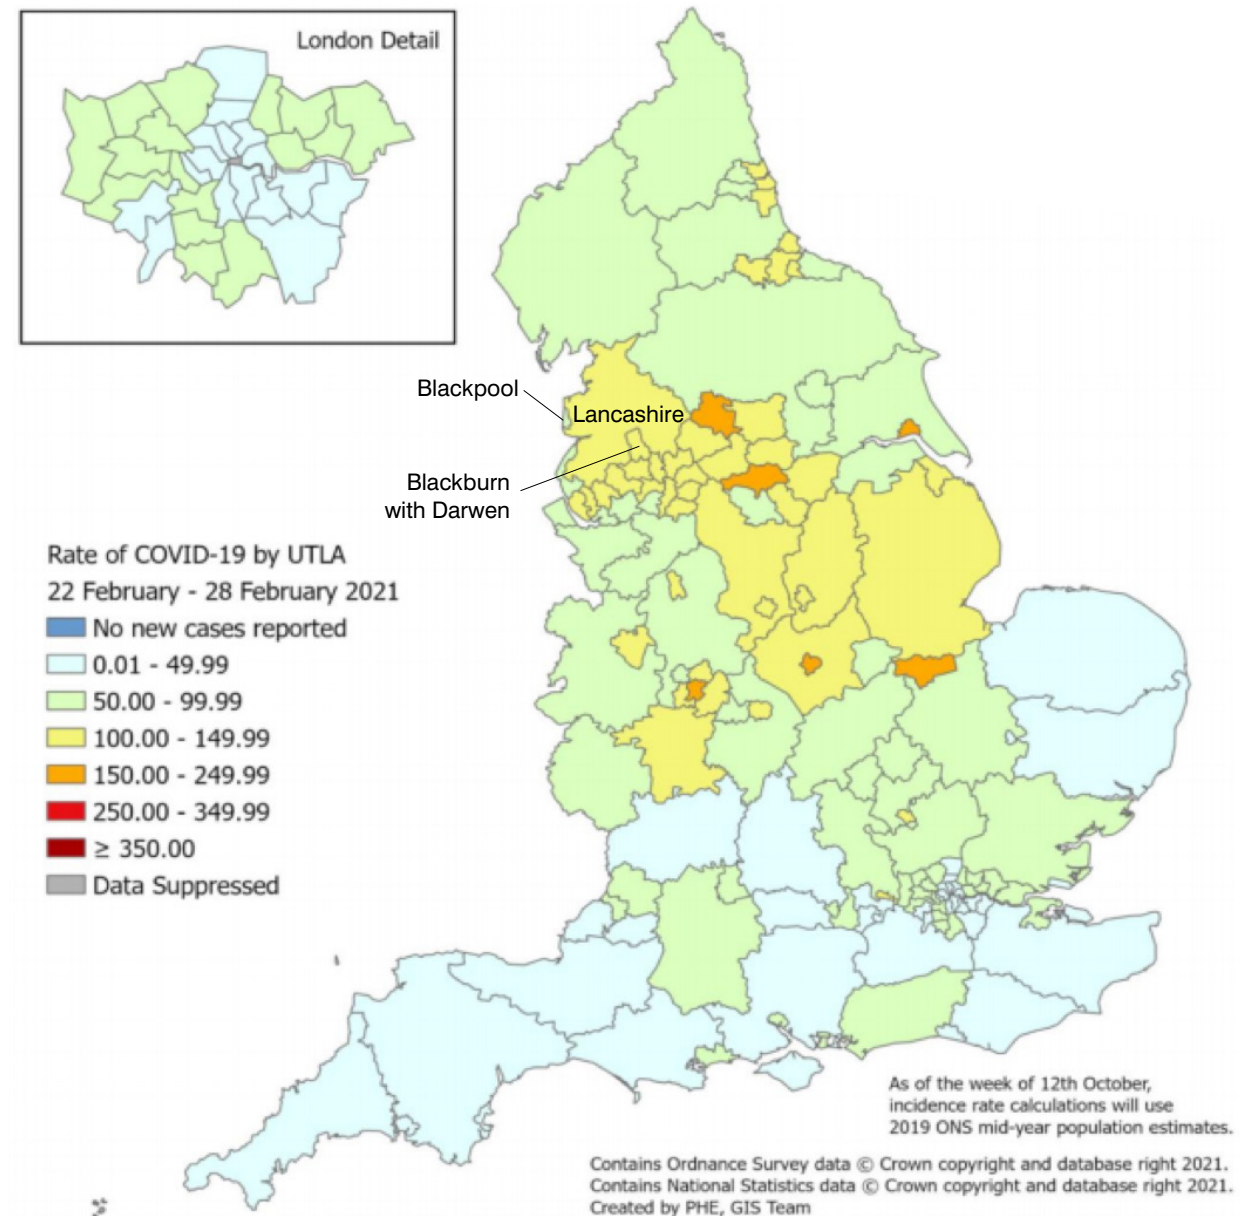 London Detail
Blackpool
Lancashire
Blackburn
with Darwen
Rate of COVID-19 by UTLA
22 February - 28 February 2021
No new cases reported
0.01 - 49.99
50.00 - 99.99
100.00 - 149.99
150.00 - 249.99
250.00 - 349.99
≥ 350.00
Data Suppressed
As of the week of 12th October,
incidence rate calculations will use
2019 ONS mid-year population estimates.
Contains Ordnance Survey data © Crown copyright and database right 2021.
Contains National Statistics data © Crown copyright and database right 2021.
Created by PHE, GIS Team